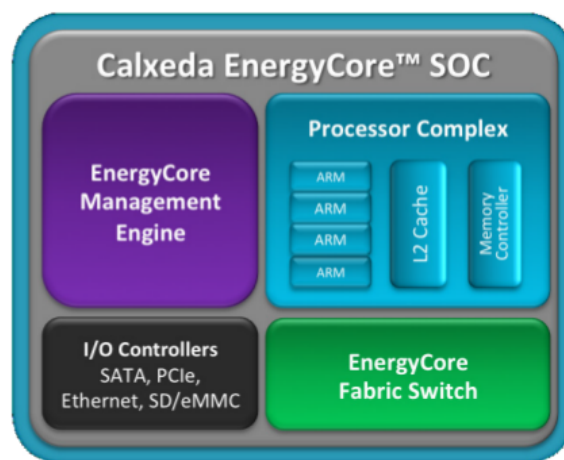 Calxeda EnergyCore™ SOC
EnergyCore
Management
Engine
Processor Complex
ARM
ARM
ARM
ARM
L2 Cache
Memory
Controller
I/O Controllers
SATA, PCIe,
Ethernet, SD/eMMC
EnergyCore
Fabric Switch